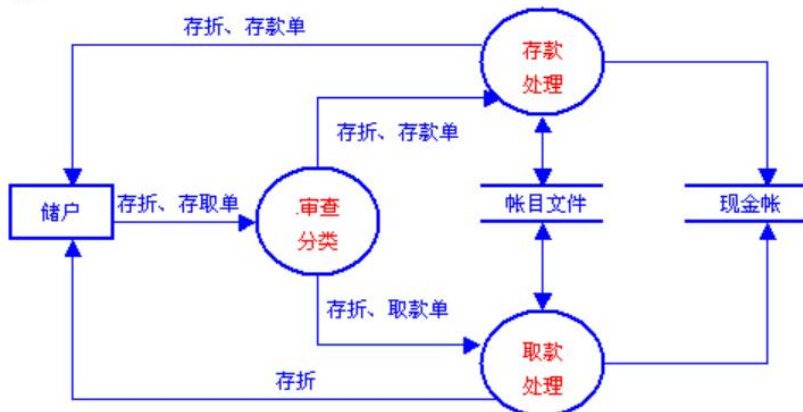 存折、存款单
存款
处理
存折、存款单
储户
存折、存取单
.审查
分类
帐目文件
现金帐
存折、取款单
取款
处理
存折